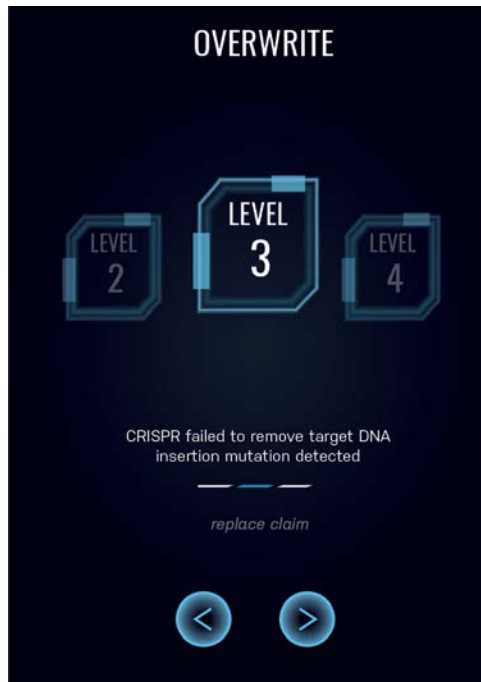 OVERWRITE
LEVEL
2
LEVEL
3
LEVEL
4
CRISPR failed to remove target DNA
insertion mutation detected
replace claim
<
>